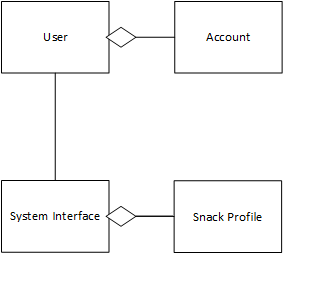 User
Account
System Interface
Snack Profile